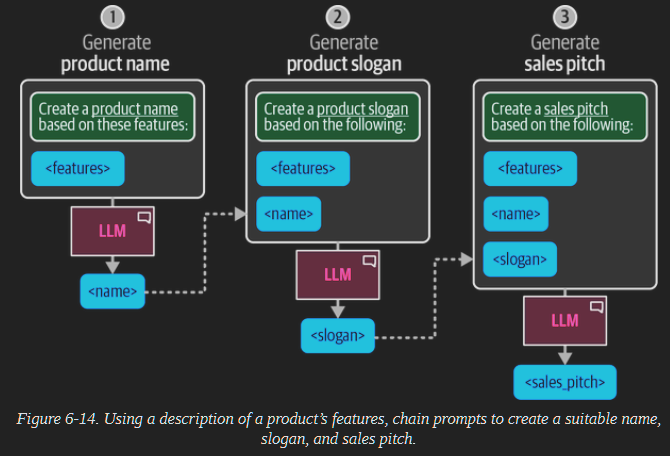 1
Generate
product name
Create a product name
based on these features:
<features>
LLM
<name>
2
Generate
product slogan
Create a product slogan
based on the following:
<features>
<name>
LLM
<slogan>
3
Generate
sales pitch
Create a sales pitch
based on the following:
<features>
<name>
<slogan>
LLM
<sales_pitch>
Figure 6-14. Using a description of a product’s features, chain prompts to create a suitable name,
slogan, and sales pitch.